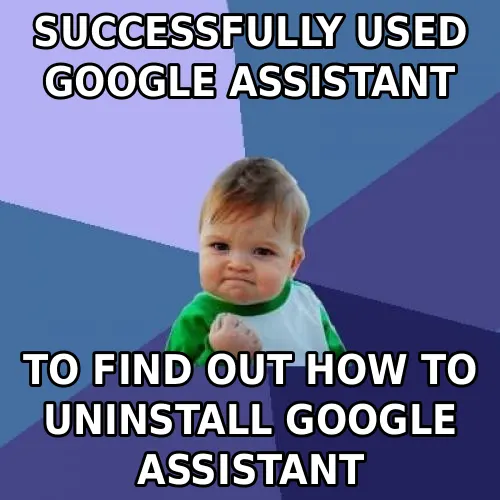 SUCCESSFULLY USED
GOOGLE ASSISTANT
TO FIND OUT HOW TO
UNINSTALL GOOGLE
ASSISTANT